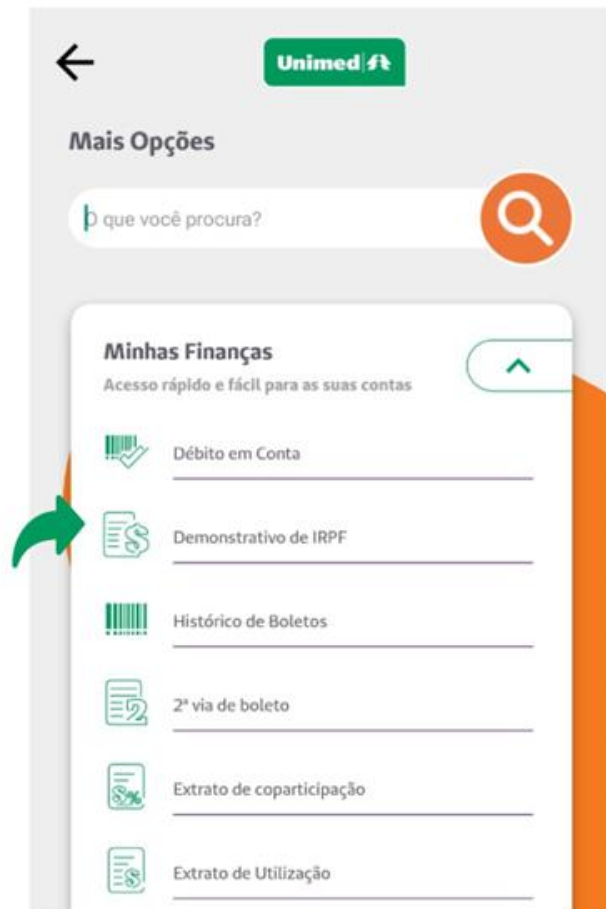 Unimed
Mais Opções
O que você procura?
Minhas Finanças
Acesso rápido e fácil para as suas contas
Débito em Conta
Demonstrativo de IRPF
Histórico de Boletos
2ª via de boleto
Extrato de coparticipação
Extrato de Utilização